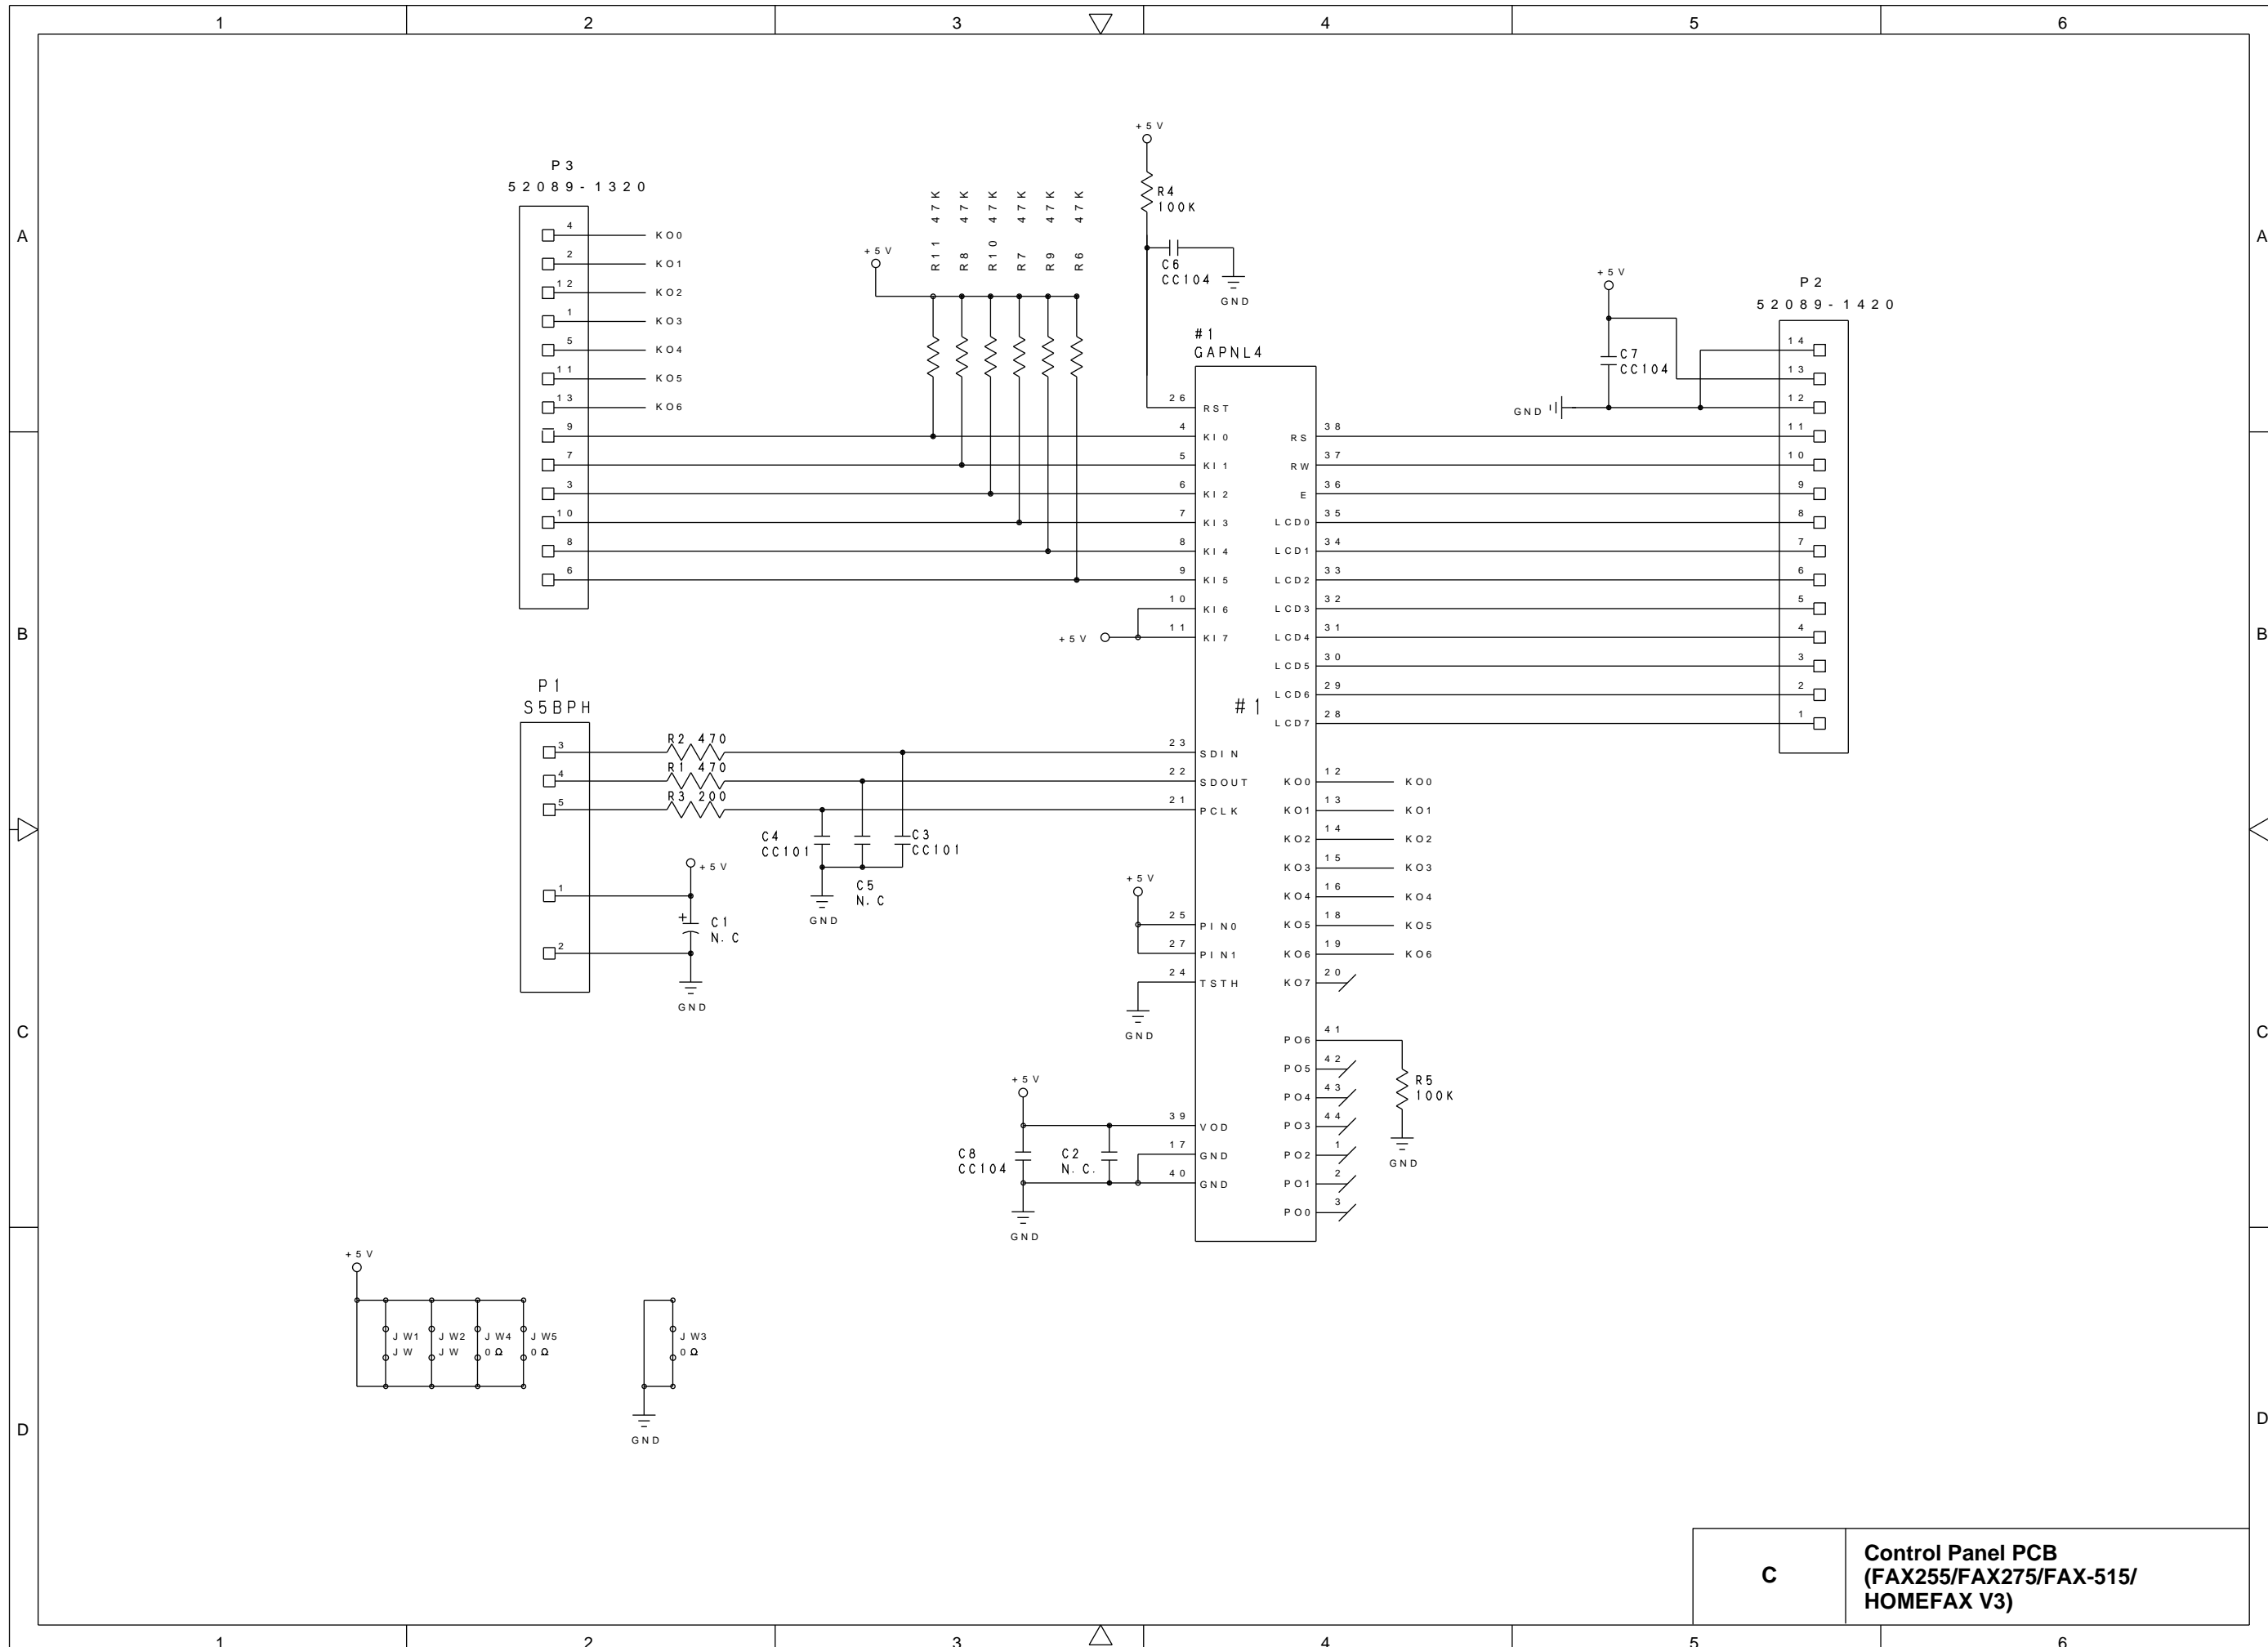 1 2 3 4 5 6
A
A
B
B
C
C
D
D
P3
52089-1320
4 KO0
2 KO1
12 KO2
1 KO3
5 KO4
11 KO5
13 KO6
9
7
3
10
8
6
+5V
R11 47K
R8 47K
R10 47K
R7 47K
R9 47K
R6 47K
+5V
R4
100K
C6
CC104
GND
#1
GAPNL4
26 RST
4 KI0
5 KI1
6 KI2
7 KI3
8 KI4
9 KI5
10 KI6
11 KI7
+5V
23 SDIN
22 SDOUT
21 PCLK
+5V
25 PIN0
27 PIN1
24 TSTH
GND
+5V
39 VOD
17 GND
40 GND
C8
CC104
C2
N.C.
GND
#1
RS 38
RW 37
E 36
LCD0 35
LCD1 34
LCD2 33
LCD3 32
LCD4 31
LCD5 30
LCD6 29
LCD7 28
KO0 12 KO0
KO1 13 KO1
KO2 14 KO2
KO3 15 KO3
KO4 16 KO4
KO5 18 KO5
KO6 19 KO6
KO7 20
PO6 41
PO5 42
PO4 43
PO3 44
PO2 1
PO1 2
PO0 3
R5
100K
GND
+5V
C7
CC104
GND
P2
52089-1420
14
13
12
11
10
9
8
7
6
5
4
3
2
1
P1
S5BPH
3
4
5
1
2
R2 470
R1 470
R3 200
C4
CC101
C3
CC101
C5
N.C
GND
+5V
+
C1
N.C
GND
+5V
JW1
JW
JW2
JW
JW4
0Ω
JW5
0Ω
JW3
0Ω
GND
C
Control Panel PCB
(FAX255/FAX275/FAX-515/
HOMEFAX V3)
1 2 3 4 5 6